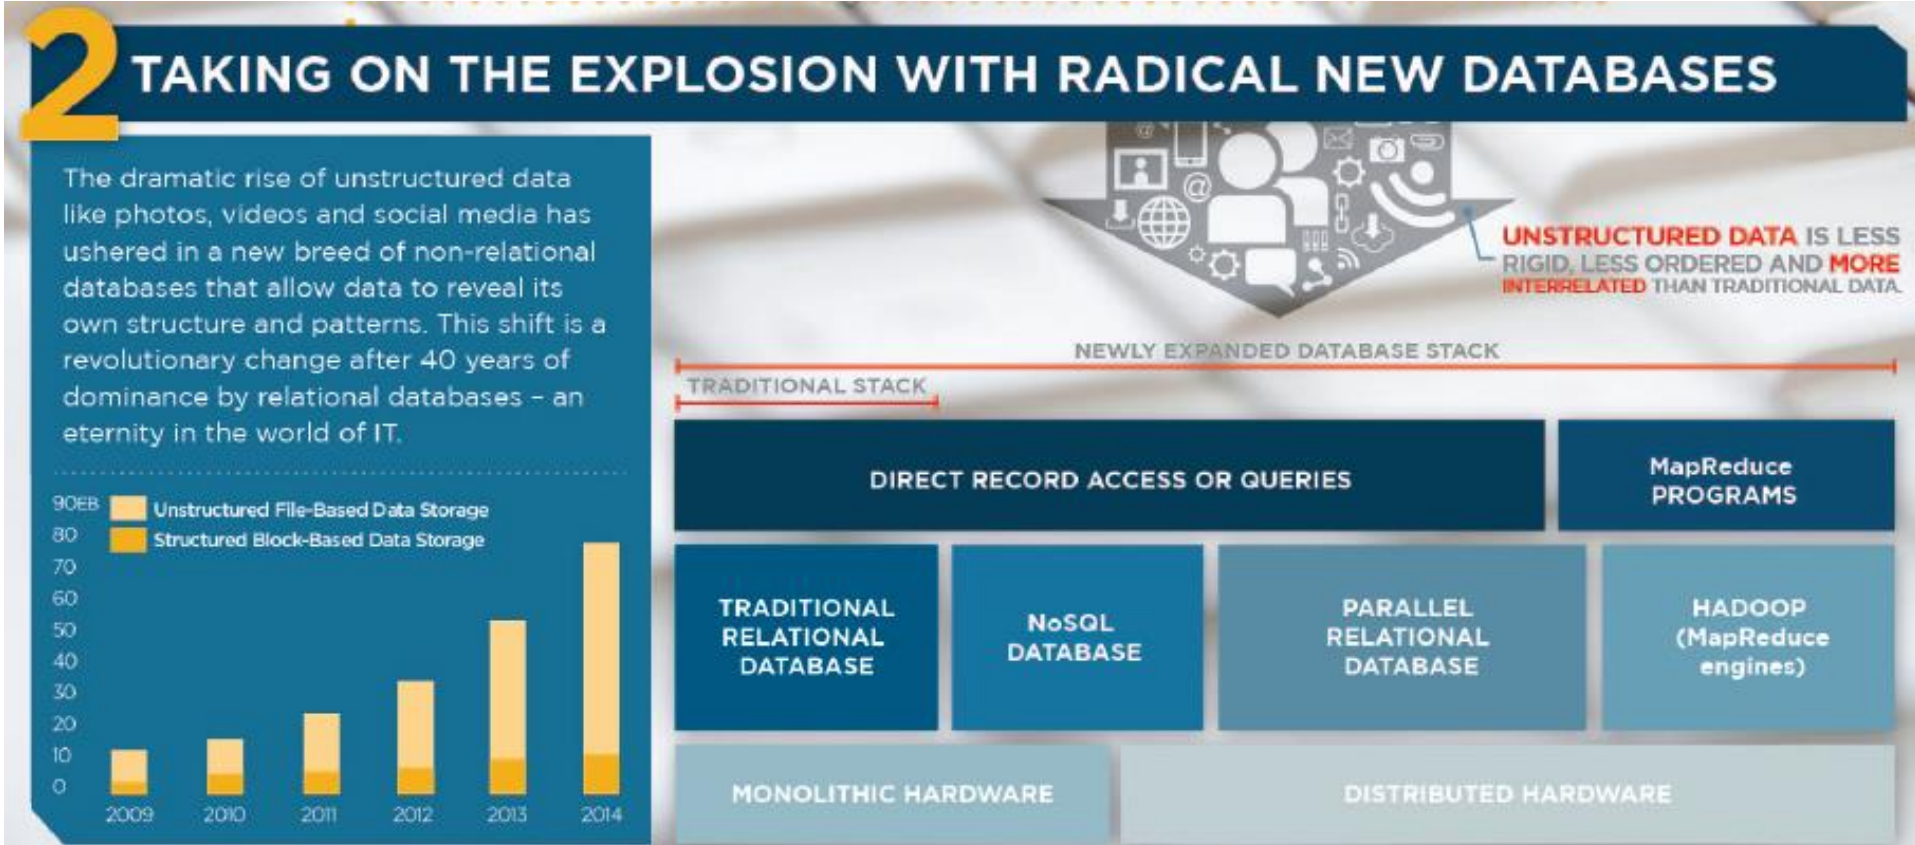 2
TAKING ON THE EXPLOSION WITH RADICAL NEW DATABASES
The dramatic rise of unstructured data
like photos, videos and social media has
ushered in a new breed of non-relational
databases that allow data to reveal its
own structure and patterns. This shift is a
revolutionary change after 40 years of
dominance by relational databases – an
eternity in the world of IT.
90EB
80
70
60
50
40
30
20
10
0
Unstructured File-Based Data Storage
Structured Block-Based Data Storage
2009 2010 2011 2012 2013 2014
UNSTRUCTURED DATA IS LESS
RIGID, LESS ORDERED AND MORE
INTERRELATED THAN TRADITIONAL DATA.
NEWLY EXPANDED DATABASE STACK
TRADITIONAL STACK
DIRECT RECORD ACCESS OR QUERIES
MapReduce
PROGRAMS
TRADITIONAL
RELATIONAL
DATABASE
NoSQL
DATABASE
PARALLEL
RELATIONAL
DATABASE
HADOOP
(MapReduce
engines)
MONOLITHIC HARDWARE
DISTRIBUTED HARDWARE